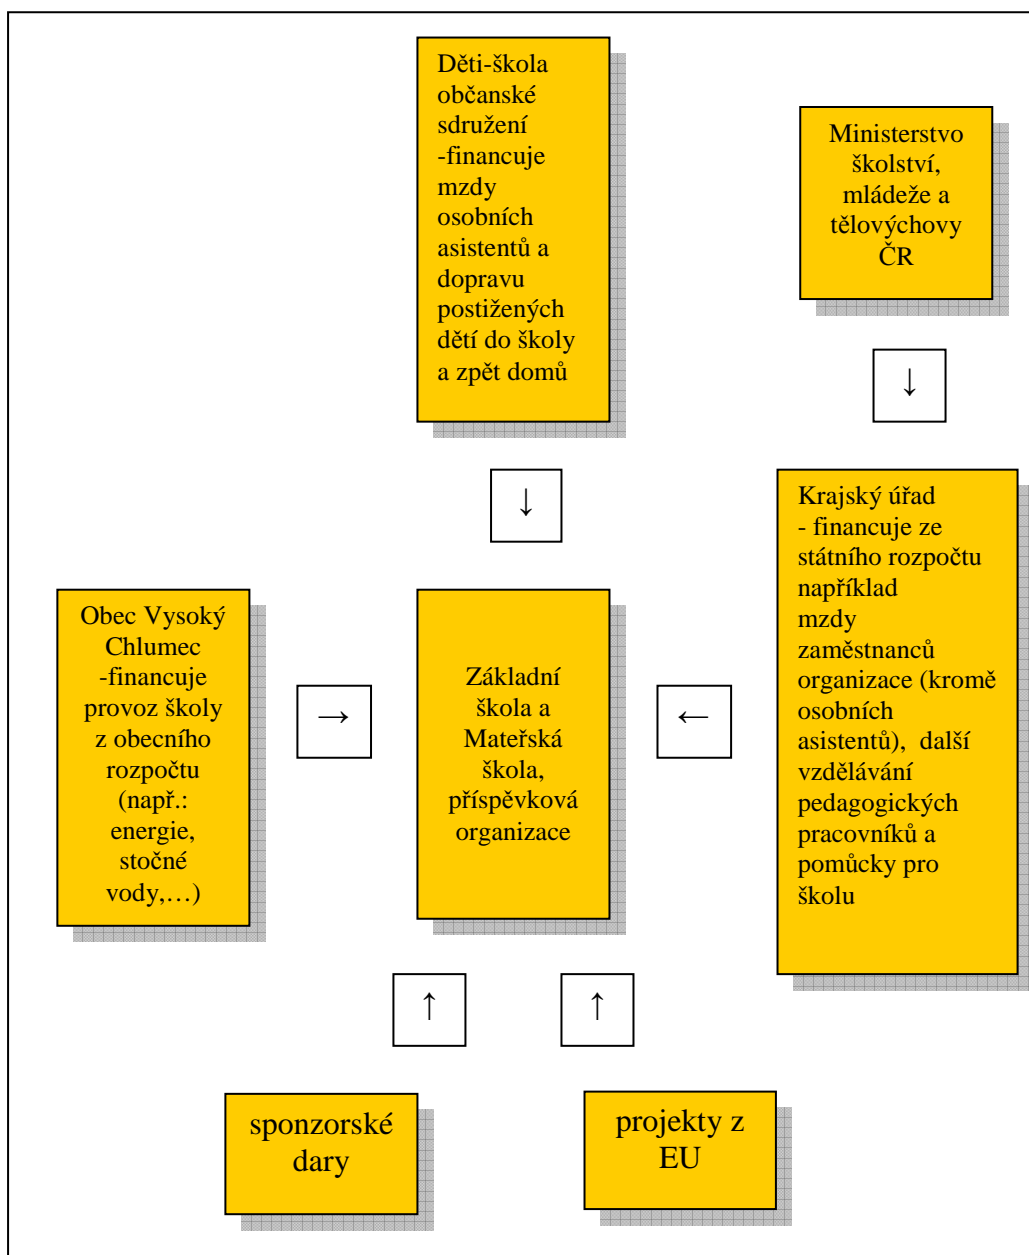 Děti-škola
občanské
sdružení
-financuje
mzdy
osobních
asistentů a
dopravu
postižených
dětí do školy
a zpět domů
Ministerstvo
školství,
mládeže a
tělovýchovy
ČR
↓
↓
Obec Vysoký
Chlumec
-financuje
provoz školy
z obecního
rozpočtu
(např.:
energie,
stočné
vody,…)
→
Základní
škola a
Mateřská
škola,
příspěvková
organizace
←
Krajský úřad
- financuje ze
státního rozpočtu
například
mzdy
zaměstnanců
organizace (kromě
osobních
asistentů),  další
vzdělávání
pedagogických
pracovníků a
pomůcky pro
školu
↑
↑
sponzorské
dary
projekty z
EU